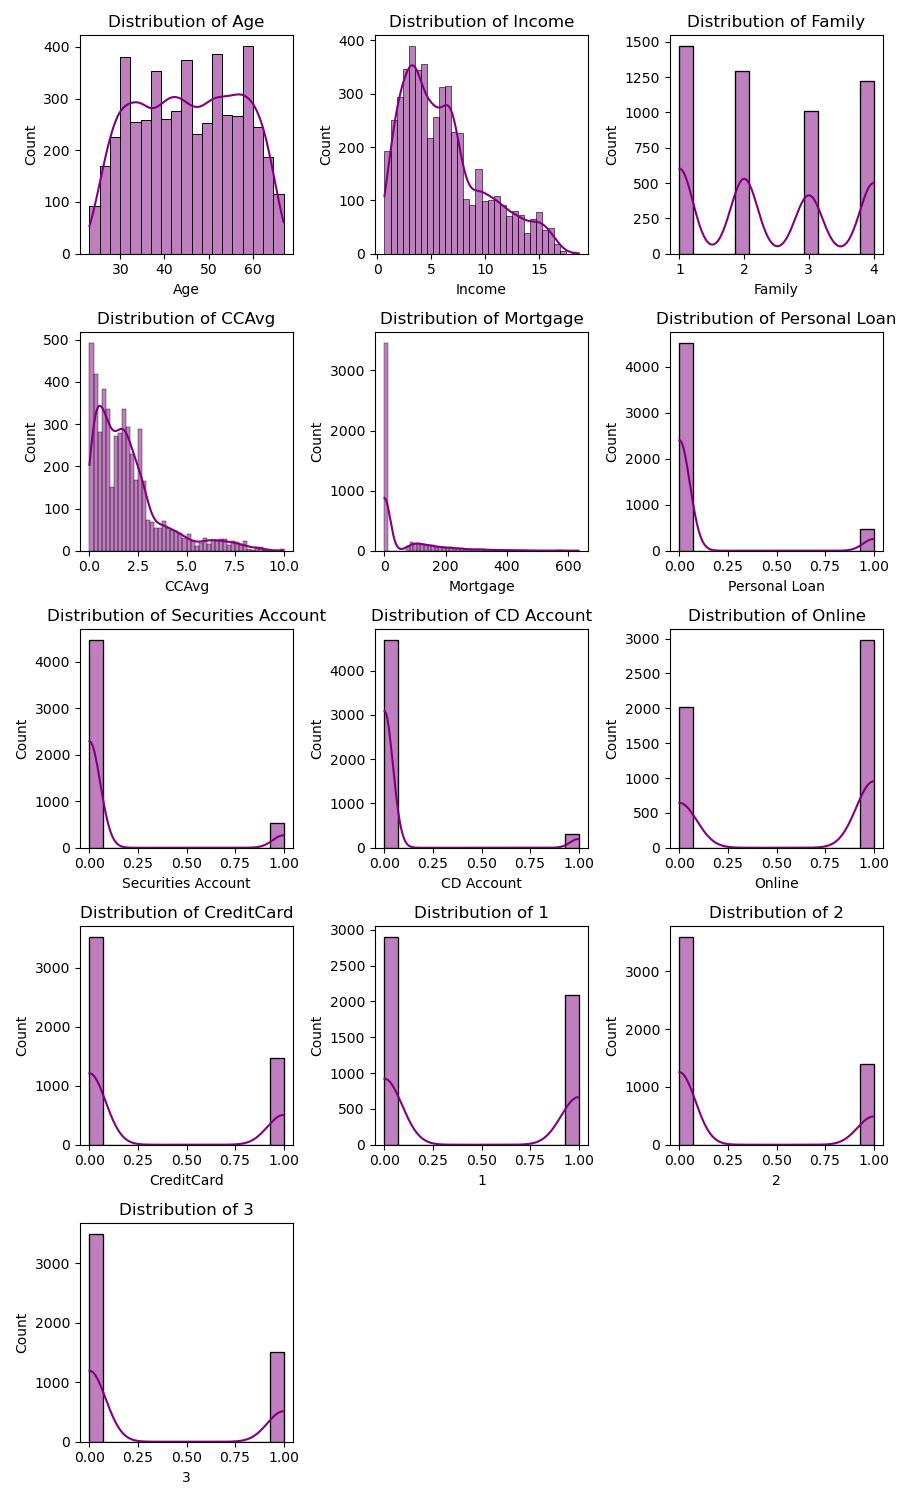 Distribution of Age
Count
400
300
200
100
0
30 40 50 60
Age
Distribution of Income
Count
400
300
200
100
0
0 5 10 15
Income
Distribution of Family
Count
1500
1250
1000
750
500
250
0
1 2 3 4
Family
Distribution of CCAvg
Count
500
400
300
200
100
0
0.0 2.5 5.0 7.5 10.0
CCAvg
Distribution of Mortgage
Count
3000
2000
1000
0
0 200 400 600
Mortgage
Distribution of Personal Loan
Count
4000
3000
2000
1000
0
0.00 0.25 0.50 0.75 1.00
Personal Loan
Distribution of Securities Account
Count
4000
3000
2000
1000
0
0.00 0.25 0.50 0.75 1.00
Securities Account
Distribution of CD Account
Count
4000
3000
2000
1000
0
0.00 0.25 0.50 0.75 1.00
CD Account
Distribution of Online
Count
3000
2500
2000
1500
1000
500
0
0.00 0.25 0.50 0.75 1.00
Online
Distribution of CreditCard
Count
3000
2000
1000
0
0.00 0.25 0.50 0.75 1.00
CreditCard
Distribution of 1
Count
3000
2500
2000
1500
1000
500
0
0.00 0.25 0.50 0.75 1.00
1
Distribution of 2
Count
3000
2000
1000
0
0.00 0.25 0.50 0.75 1.00
2
Distribution of 3
Count
3000
2000
1000
0
0.00 0.25 0.50 0.75 1.00
3